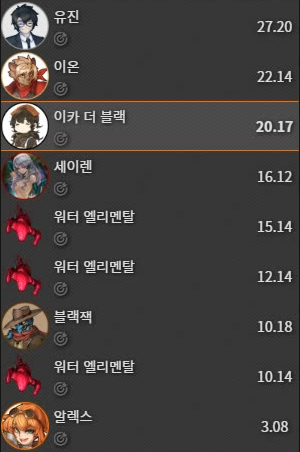 유진
27.20
이온
22.14
이카 더 블랙
20.17
세이렌
16.12
워터 엘리멘탈
15.14
워터 엘리멘탈
12.14
블랙잭
10.18
워터 엘리멘탈
10.14
알렉스
3.08